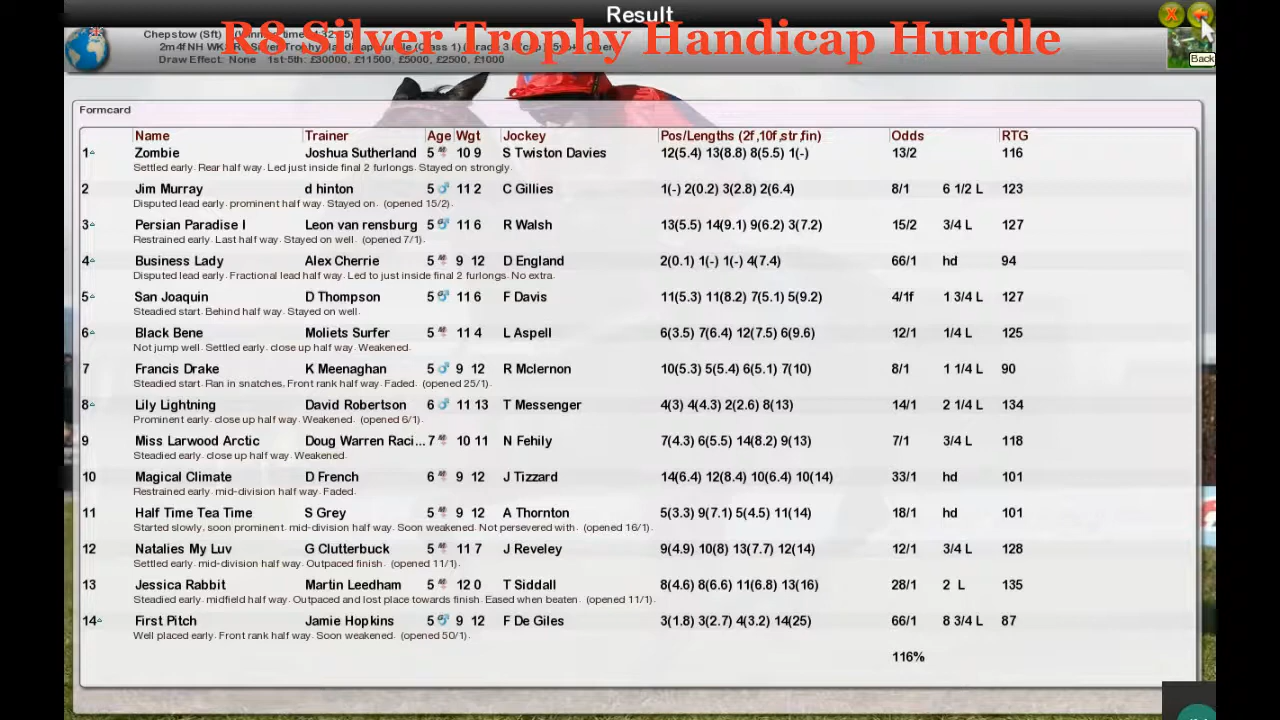 Result
R8 Silver Trophy Handicap Hurdle
Chepstow (Sft)
Draw Effect: None 1st-5th: £30000, £11500, £5000, £2500, £1000
Back
Formcard
Name Trainer Age Wgt Jockey Pos/Lengths (2f,10f,str,fin) Odds RTG
1 Zombie Joshua Sutherland 5 10 9 S Twiston Davies 12(5.4) 13(8.8) 8(5.5) 1(-) 13/2 116
Settled early. Rear half way. Led just inside final 2 furlongs. Stayed on strongly.
2 Jim Murray d hinton 5 11 2 C Gillies 1(-) 2(0.2) 3(2.8) 2(6.4) 8/1 6 1/2 L 123
Disputed lead early. prominent half way. Stayed on. (opened 15/2).
3 Persian Paradise I Leon van rensburg 5 11 6 R Walsh 13(5.5) 14(9.1) 9(6.2) 3(7.2) 15/2 3/4 L 127
Restrained early. Last half way. Stayed on well. (opened 7/1).
4 Business Lady Alex Cherrie 5 9 12 D England 2(0.1) 1(-) 1(-) 4(7.4) 66/1 hd 94
Disputed lead early. Fractional lead half way. Led to just inside final 2 furlongs. No extra.
5 San Joaquin D Thompson 5 11 6 F Davis 11(5.3) 11(8.2) 7(5.1) 5(9.2) 4/1f 1 3/4 L 127
Steadied start. Behind half way. Stayed on well.
6 Black Bene Moliets Surfer 5 11 4 L Aspell 6(3.5) 7(6.4) 12(7.5) 6(9.6) 12/1 1/4 L 125
Not jump well. Settled early. close up half way. Weakened.
7 Francis Drake K Meenaghan 5 9 12 R Mclernon 10(5.3) 5(5.4) 6(5.1) 7(10) 8/1 1 1/4 L 90
Steadied start. Ran in snatches, Front rank half way. Faded. (opened 25/1).
8 Lily Lightning David Robertson 6 11 13 T Messenger 4(3) 4(4.3) 2(2.6) 8(13) 14/1 2 1/4 L 134
Prominent early. close up half way. Weakened. (opened 6/1).
9 Miss Larwood Arctic Doug Warren Raci... 7 10 11 N Fehily 7(4.3) 6(5.5) 14(8.2) 9(13) 7/1 3/4 L 118
Steadied early. close up half way. Weakened.
10 Magical Climate D French 6 9 12 J Tizzard 14(6.4) 12(8.4) 10(6.4) 10(14) 33/1 hd 101
Restrained early. mid-division half way. Faded.
11 Half Time Tea Time S Grey 5 9 12 A Thornton 5(3.3) 9(7.1) 5(4.5) 11(14) 18/1 hd 101
Started slowly, soon prominent. mid-division half way. Soon weakened. Not persevered with. (opened 16/1).
12 Natalies My Luv G Clutterbuck 5 11 7 J Reveley 9(4.9) 10(8) 13(7.7) 12(14) 12/1 3/4 L 128
Settled early. mid-division half way. Outpaced finish. (opened 11/1).
13 Jessica Rabbit Martin Leedham 5 12 0 T Siddall 8(4.6) 8(6.6) 11(6.8) 13(16) 28/1 2 L 135
Steadied early. midfield half way. Outpaced and lost place towards finish. Eased when beaten. (opened 11/1).
14 First Pitch Jamie Hopkins 5 9 12 F De Giles 3(1.8) 3(2.7) 4(3.2) 14(25) 66/1 8 3/4 L 87
Well placed early. Front rank half way. Soon weakened. (opened 50/1).
116%